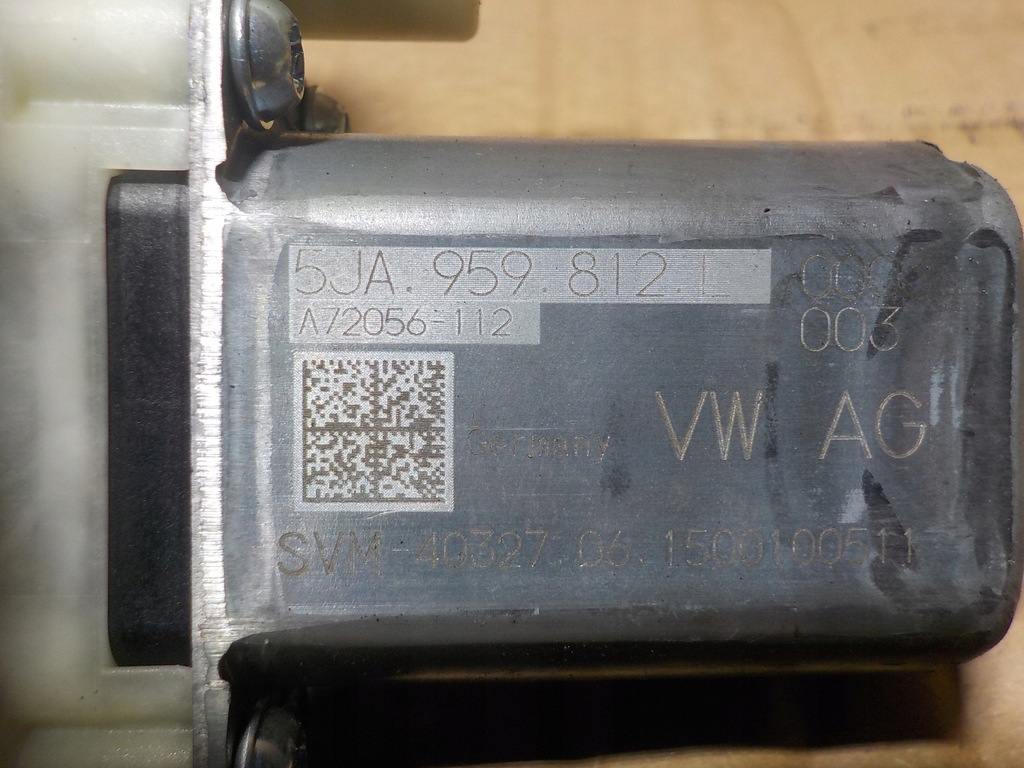 5JA.959.812.L
003
A72056-112
Germany
VW AG
SVM-40327.06.1500100511